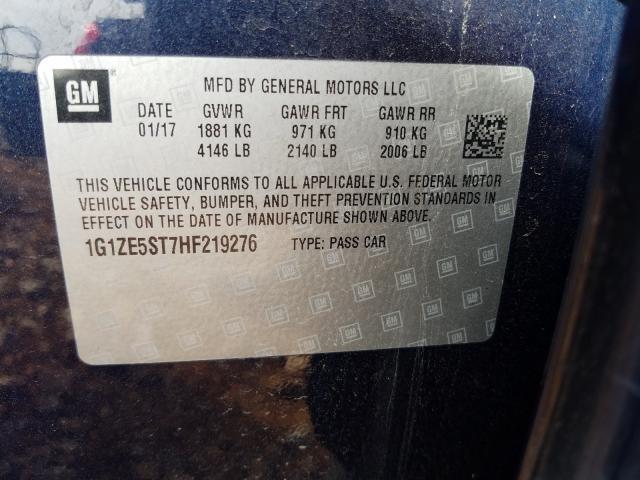 GM
MFD BY GENERAL MOTORS LLC
DATE GVWR GAWR FRT GAWR RR
01/17 1881 KG 971 KG 910 KG
4146 LB 2140 LB 2006 LB
THIS VEHICLE CONFORMS TO ALL APPLICABLE U.S. FEDERAL MOTOR
VEHICLE SAFETY, BUMPER, AND THEFT PREVENTION STANDARDS IN
EFFECT ON THE DATE OF MANUFACTURE SHOWN ABOVE.
1G1ZE5ST7HF219276 TYPE: PASS CAR